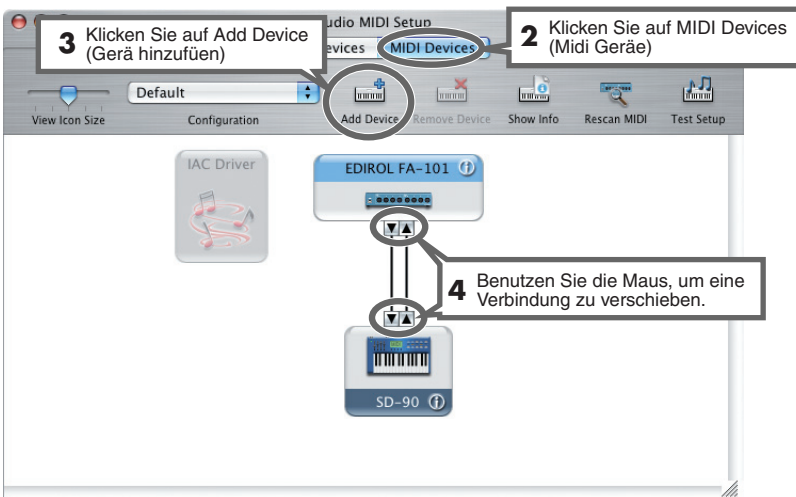 udio MIDI Setup
3 Klicken Sie auf Add Device
(Gerä hinzufüen)
2 Klicken Sie auf MIDI Devices
(Midi Geräe)
evices
MIDI Devices
Default
View Icon Size
Configuration
Add Device
Remove Device
Show Info
Rescan MIDI
Test Setup
IAC Driver
EDIROL FA-101
4 Benutzen Sie die Maus, um eine
Verbindung zu verschieben.
SD-90